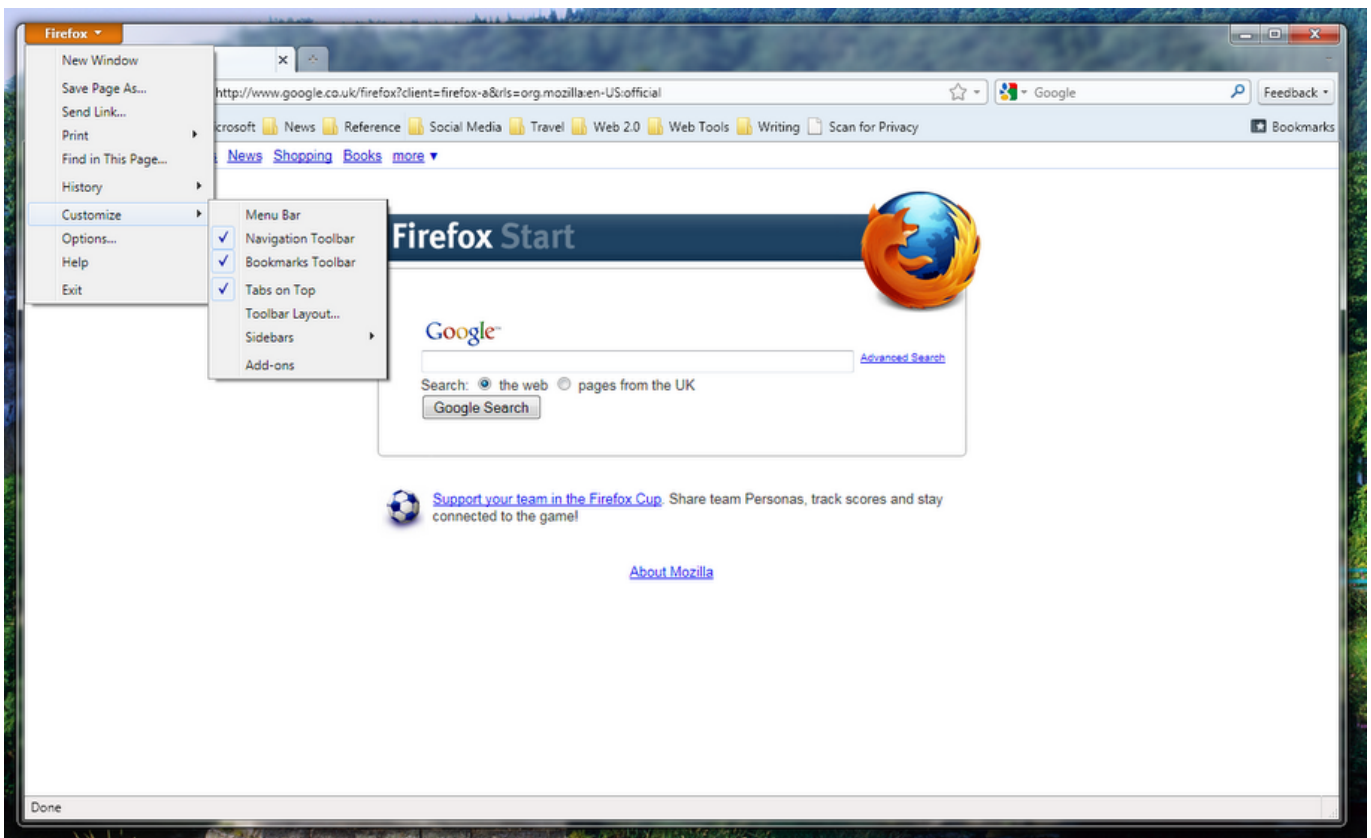 Firefox
New Window
Save Page As...
http://www.google.co.uk/firefox?client=firefox-a&rls=org.mozilla:en-US:official
Google
Feedback
Send Link...
Print
News Reference Social Media Travel Web 2.0 Web Tools Writing Scan for Privacy
Bookmarks
Find in This Page...
News Shopping Books more
History
Customize
Options...
Help
Exit
Menu Bar
Navigation Toolbar
Bookmarks Toolbar
Tabs on Top
Toolbar Layout...
Sidebars
Add-ons
Firefox Start
Google
Advanced Search
Search: the web pages from the UK
Google Search
Support your team in the Firefox Cup. Share team Personas, track scores and stay
connected to the game!
About Mozilla
Done